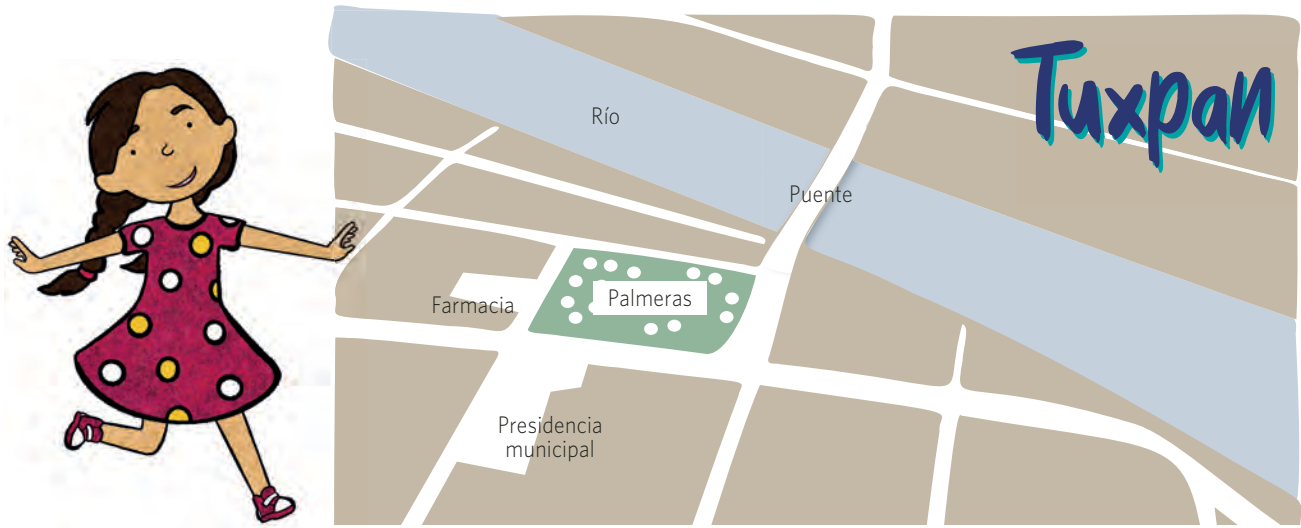 Tuxpan
Río
Puente
Palmeras
Farmacia
Presidencia
municipal